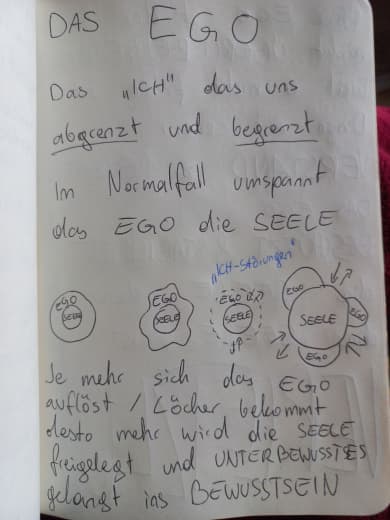 DAS EGO
Das "ICH" das uns
abgrenzt und begrenzt
Im Normalfall umspannt
das EGO die SEELE
"ICH-Störungen"
EGO SEELE
EGO SEELE
EGO SEELE
EGO SEELE EGO EGO
Je mehr sich das EGO
auflöst / Löcher bekommt
desto mehr wird die SEELE
freigelegt und UNTERBEWUSSTES
gelangt ins BEWUSSTSEIN